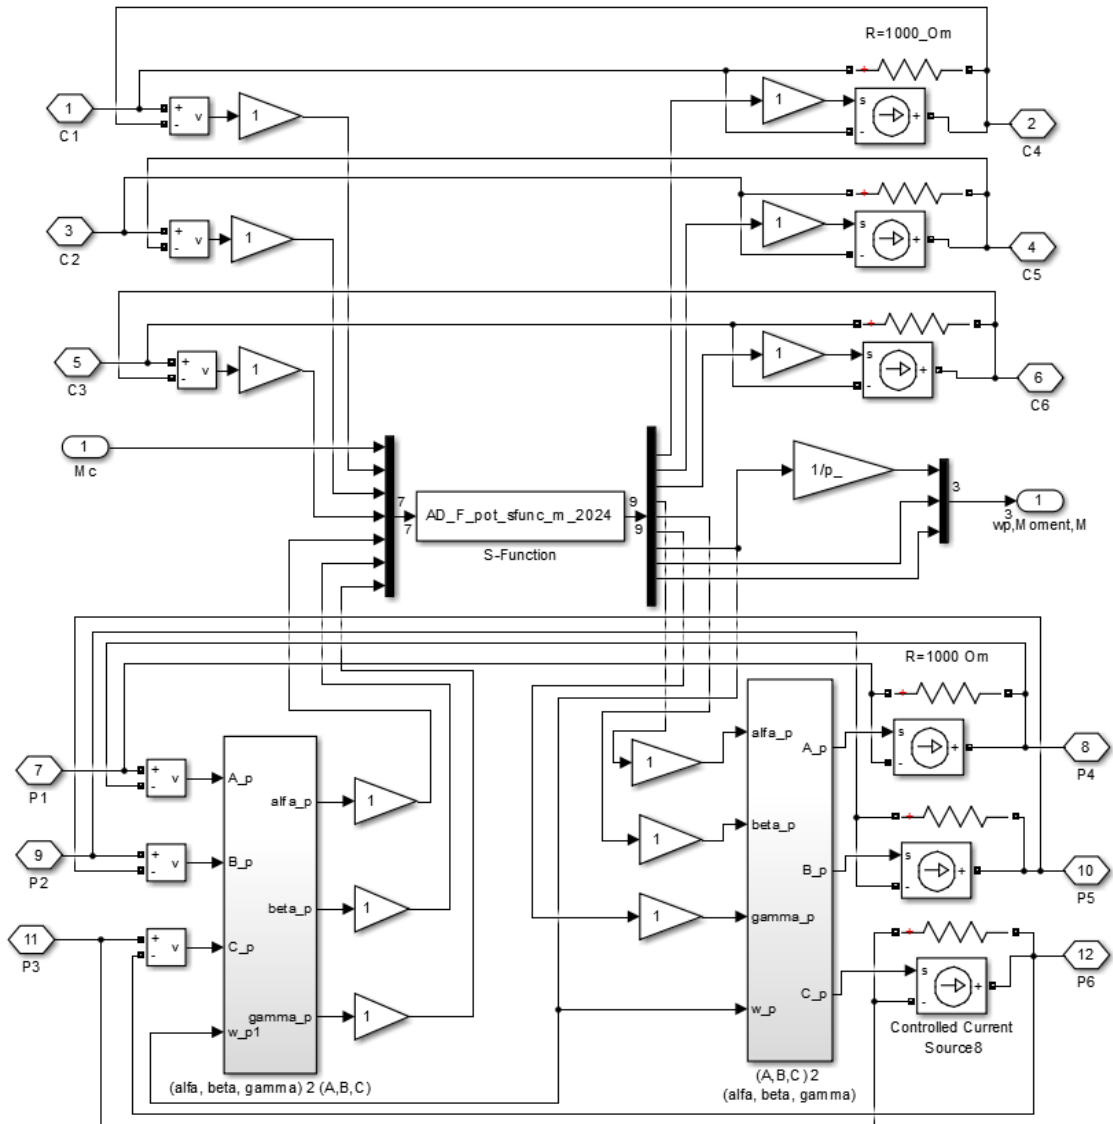 R=1000_Om
1
C1
+
-
v
1
1
s
-
+
2
C4
3
C2
+
-
v
1
1
s
-
+
4
C5
5
C3
+
-
v
1
1
s
-
+
6
C6
1
Mc
7
7
AD_F_pot_sfunc_m_2024
S-Function
9
9
1/p_
3
3
1
wp,Moment,M
R=1000 Om
7
P1
+
-
v
A_p
alfa_p
1
1
alfa_p
A_p
s
-
+
8
P4
9
P2
+
-
v
B_p
beta_p
1
1
beta_p
B_p
s
-
+
10
P5
11
P3
+
-
v
C_p
gamma_p
1
1
gamma_p
C_p
s
-
+
12
P6
w_p1
w_p
Controlled Current
Source8
(alfa, beta, gamma) 2 (A,B,C)
(A,B,C) 2
(alfa, beta, gamma)